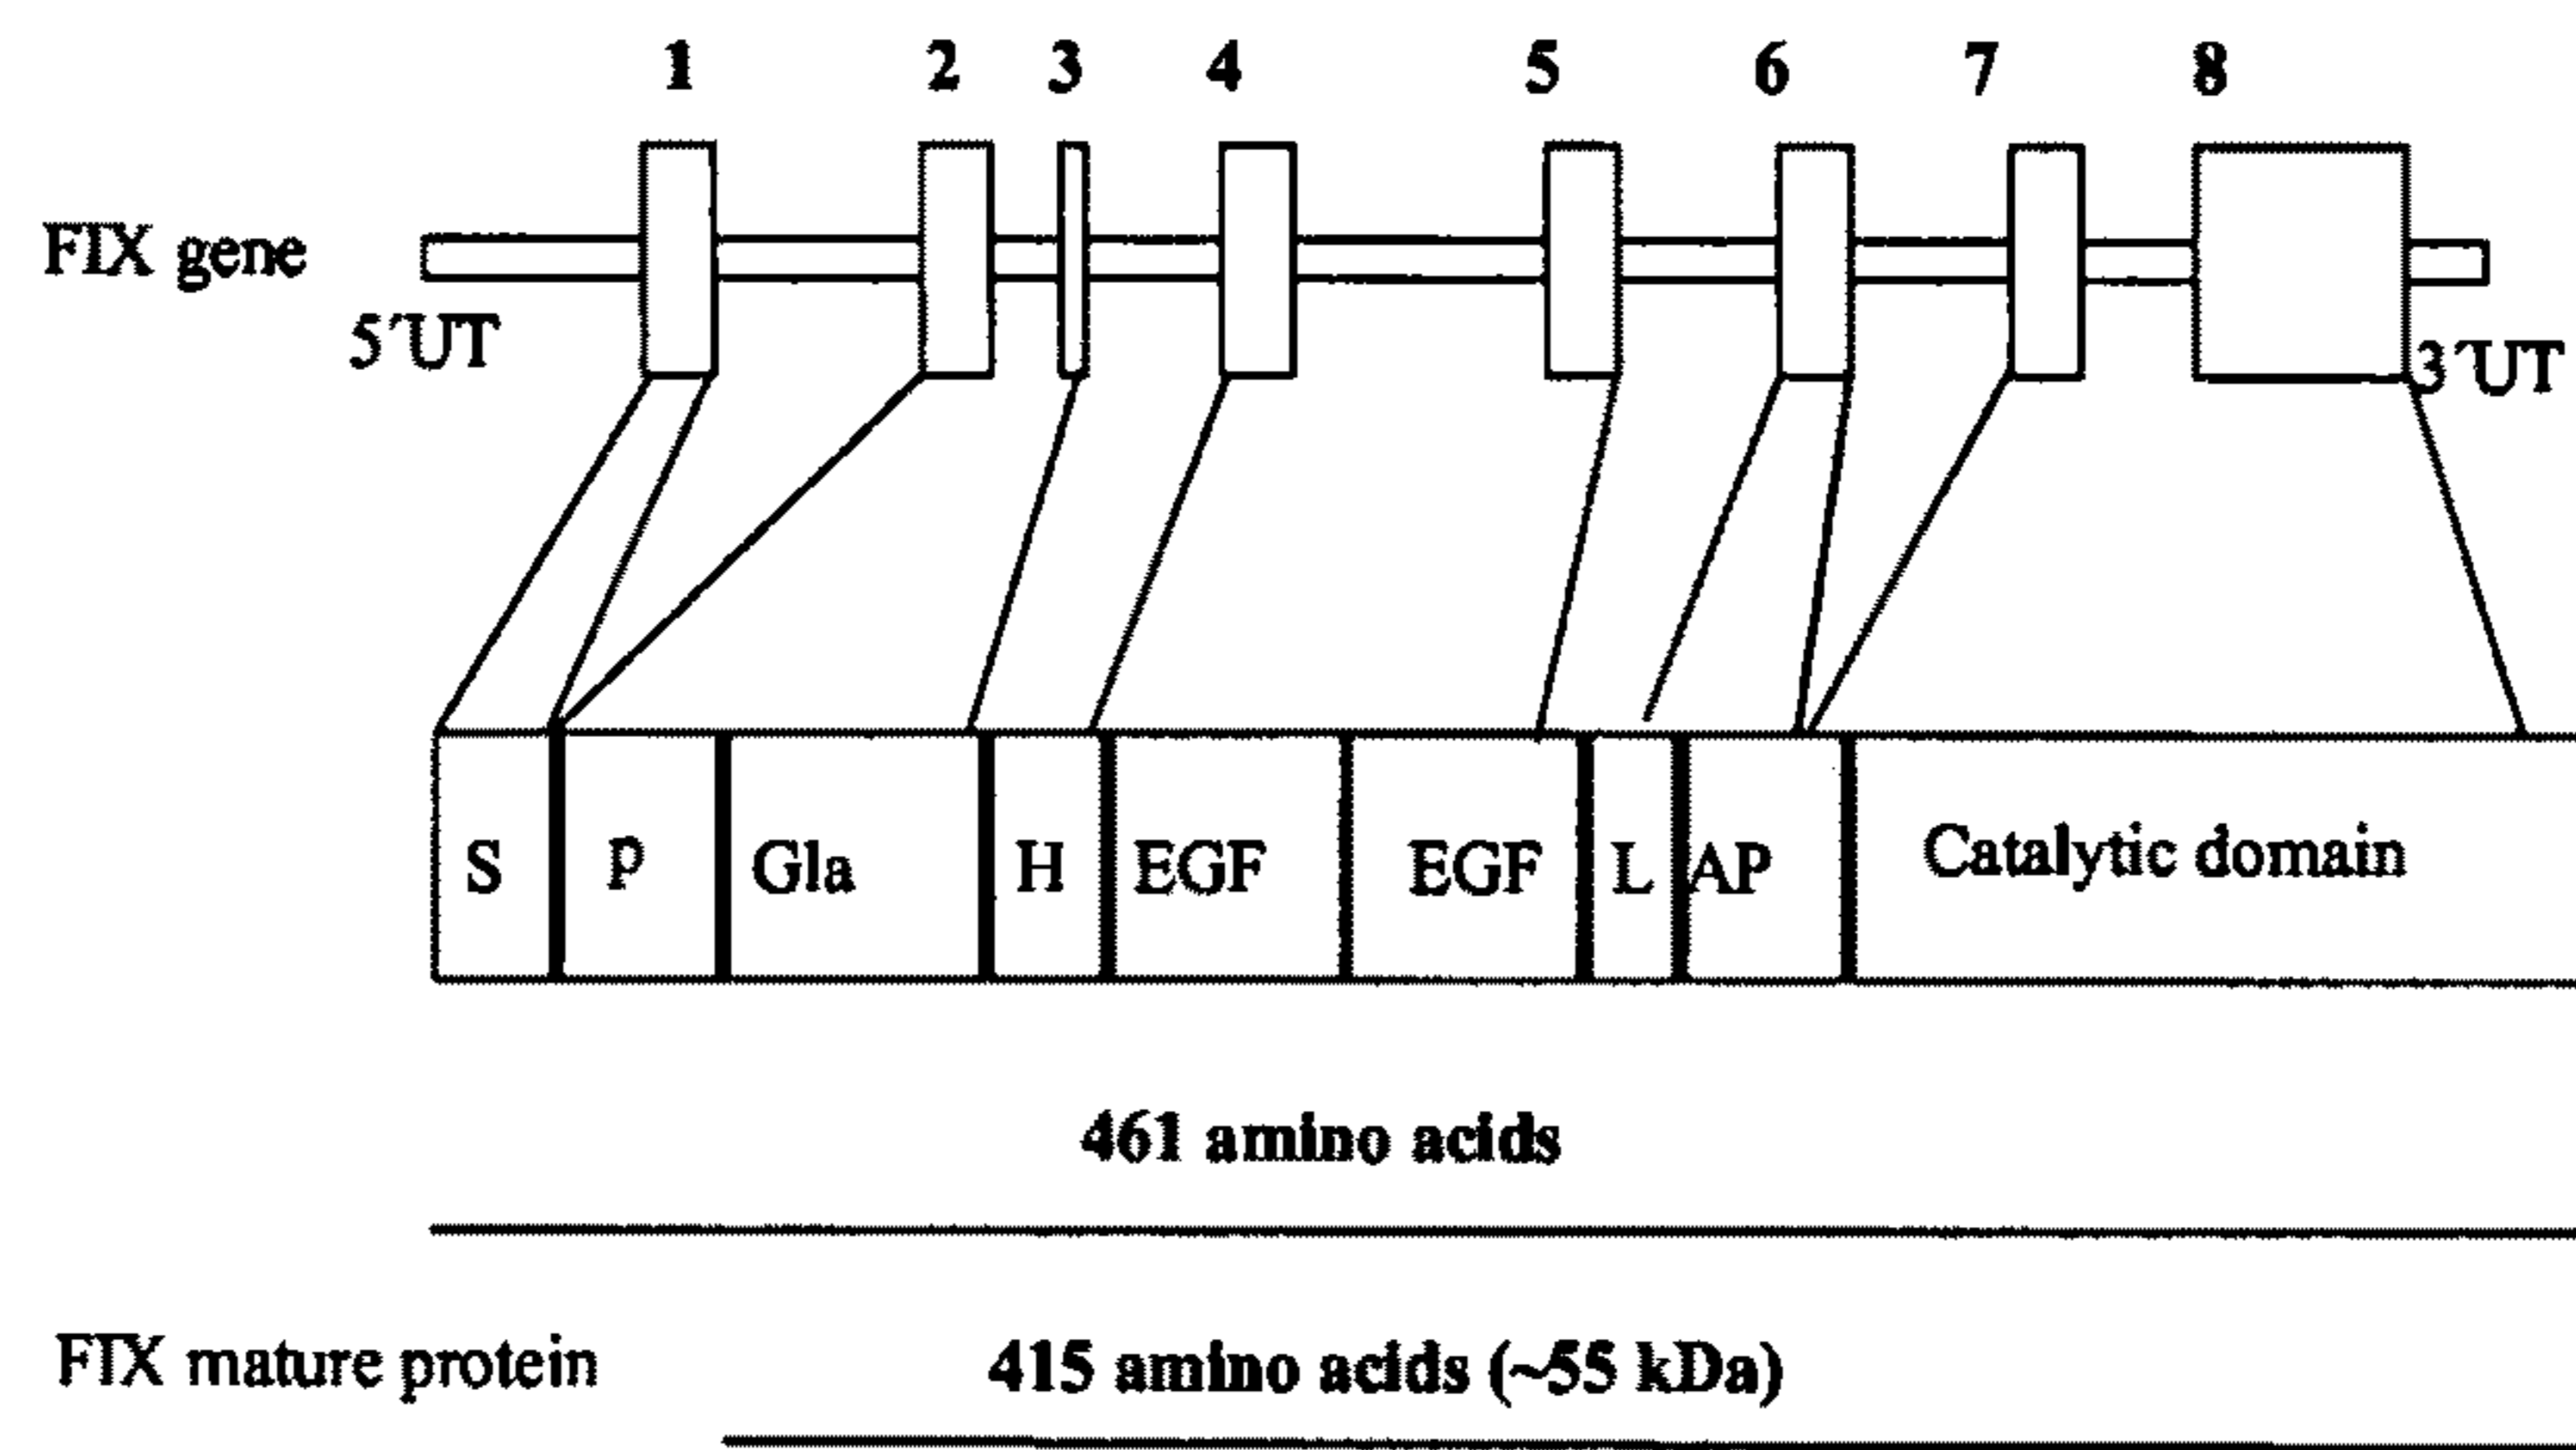 1 2 3 4 5 6 7 8
FIX gene
5´UT
3´UT
S p Gla H EGF EGF L AP Catalytic domain
461 amino acids
FIX mature protein 415 amino acids (~55 kDa)